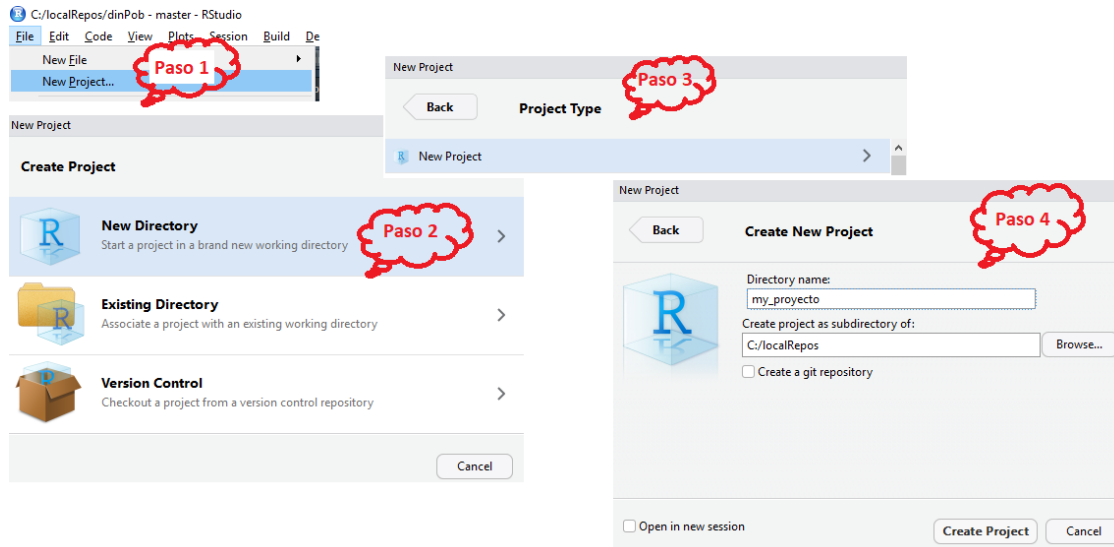 C:/localRepos/dinPob - master - RStudio
File Edit Code View Plots Session Build De
New File
Paso 1
New Project...
New Project
Paso 3
Back
Project Type
New Project
New Project
Create Project
New Directory
Start a project in a brand new working directory
Paso 2
Existing Directory
Associate a project with an existing working directory
Version Control
Checkout a project from a version control repository
Cancel
New Project
Paso 4
Back
Create New Project
Directory name:
my_proyecto
Create project as subdirectory of:
C:/localRepos
Browse...
Create a git repository
Open in new session
Create Project
Cancel